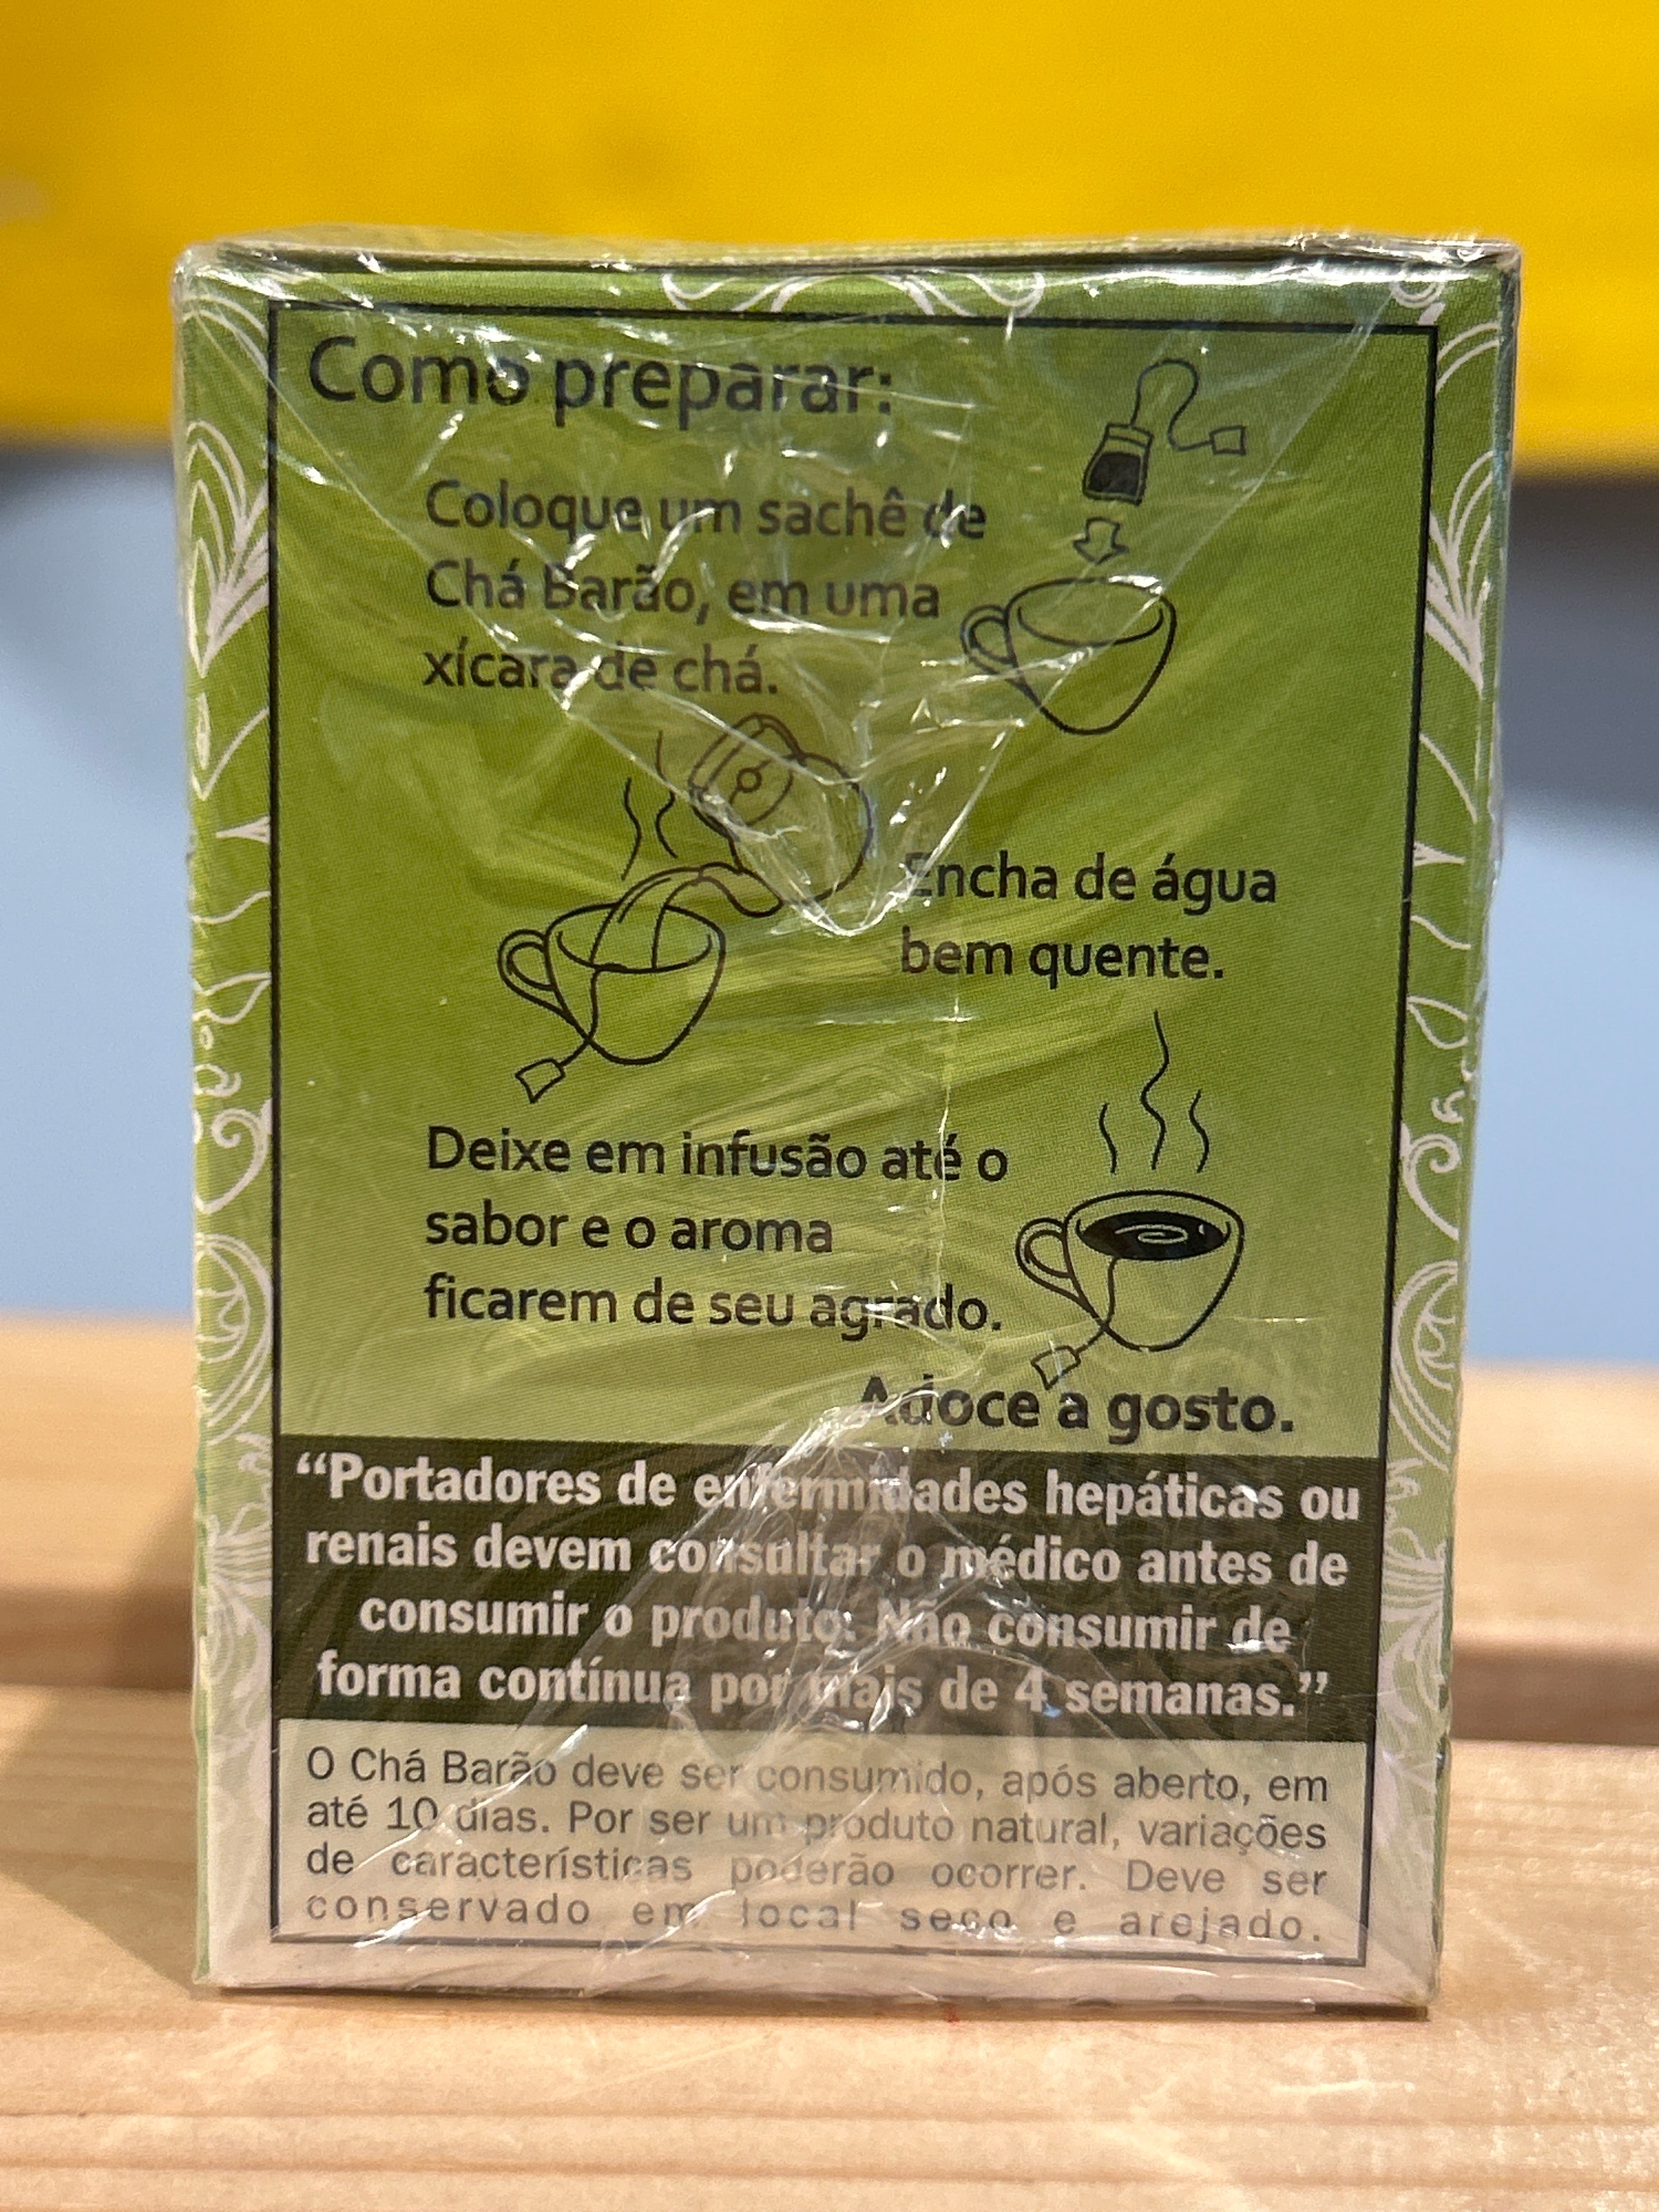 Como preparar:
Coloque um sachê de
Chá Barão, em uma
xícara de chá.
Encha de água
bem quente.
Deixe em infusão até o
sabor e o aroma
ficarem de seu agrado.
Adoce a gosto.
“Portadores de enfermidades hepáticas ou
renais devem consultar o médico antes de
consumir o produto. Não consumir de
forma contínua por mais de 4 semanas.”
O Chá Barão deve ser consumido, após aberto, em
até 10 dias. Por ser um produto natural, variações
de características poderão ocorrer. Deve ser
conservado em local seco e arejado.